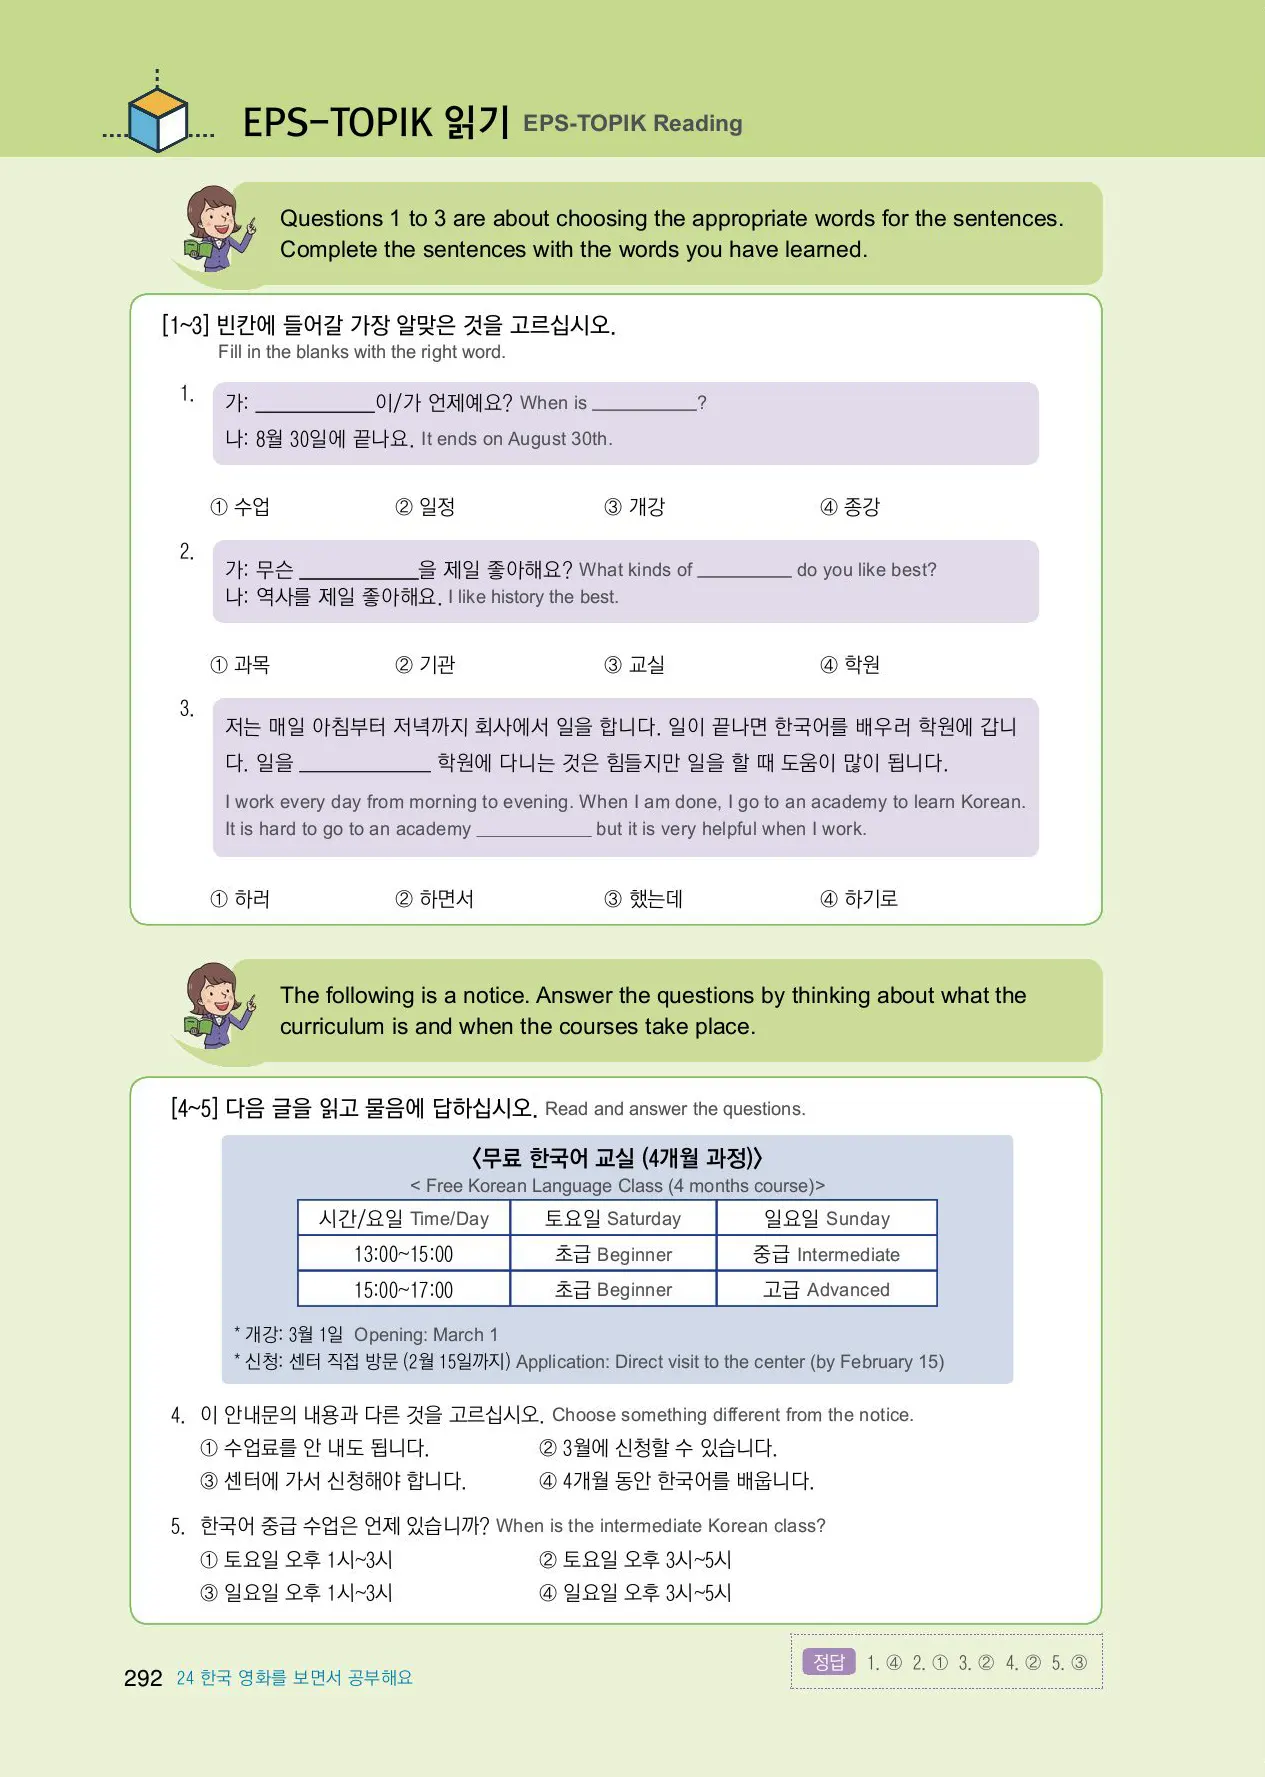 EPS-TOPIK 읽기 EPS-TOPIK Reading
Questions 1 to 3 are about choosing the appropriate words for the sentences.
Complete the sentences with the words you have learned.
[1~3] 빈칸에 들어갈 가장 알맞은 것을 고르십시오.
Fill in the blanks with the right word.
1.
가: ____________이/가 언제예요? When is ___________?
나: 8월 30일에 끝나요. It ends on August 30th.
① 수업 ② 일정 ③ 개강 ④ 종강
2.
가: 무슨 ____________을 제일 좋아해요? What kinds of __________ do you like best?
나: 역사를 제일 좋아해요. I like history the best.
① 과목 ② 기관 ③ 교실 ④ 학원
3.
저는 매일 아침부터 저녁까지 회사에서 일을 합니다. 일이 끝나면 한국어를 배우러 학원에 갑니
다. 일을 _____________ 학원에 다니는 것은 힘들지만 일을 할 때 도움이 많이 됩니다.
I work every day from morning to evening. When I am done, I go to an academy to learn Korean.
It is hard to go to an academy ____________ but it is very helpful when I work.
① 하러 ② 하면서 ③ 했는데 ④ 하기로
The following is a notice. Answer the questions by thinking about what the
curriculum is and when the courses take place.
[4~5] 다음 글을 읽고 물음에 답하십시오. Read and answer the questions.
<무료 한국어 교실 (4개월 과정)>
< Free Korean Language Class (4 months course)>
시간/요일 Time/Day 토요일 Saturday 일요일 Sunday
13:00~15:00 초급 Beginner 중급 Intermediate
15:00~17:00 초급 Beginner 고급 Advanced
* 개강: 3월 1일 Opening: March 1
* 신청: 센터 직접 방문 (2월 15일까지) Application: Direct visit to the center (by February 15)
4. 이 안내문의 내용과 다른 것을 고르십시오. Choose something different from the notice.
① 수업료를 안 내도 됩니다. ② 3월에 신청할 수 있습니다.
③ 센터에 가서 신청해야 합니다. ④ 4개월 동안 한국어를 배웁니다.
5. 한국어 중급 수업은 언제 있습니까? When is the intermediate Korean class?
① 토요일 오후 1시~3시 ② 토요일 오후 3시~5시
③ 일요일 오후 1시~3시 ④ 일요일 오후 3시~5시
정답 1. ④ 2. ① 3. ② 4. ② 5. ③
292 24 한국 영화를 보면서 공부해요